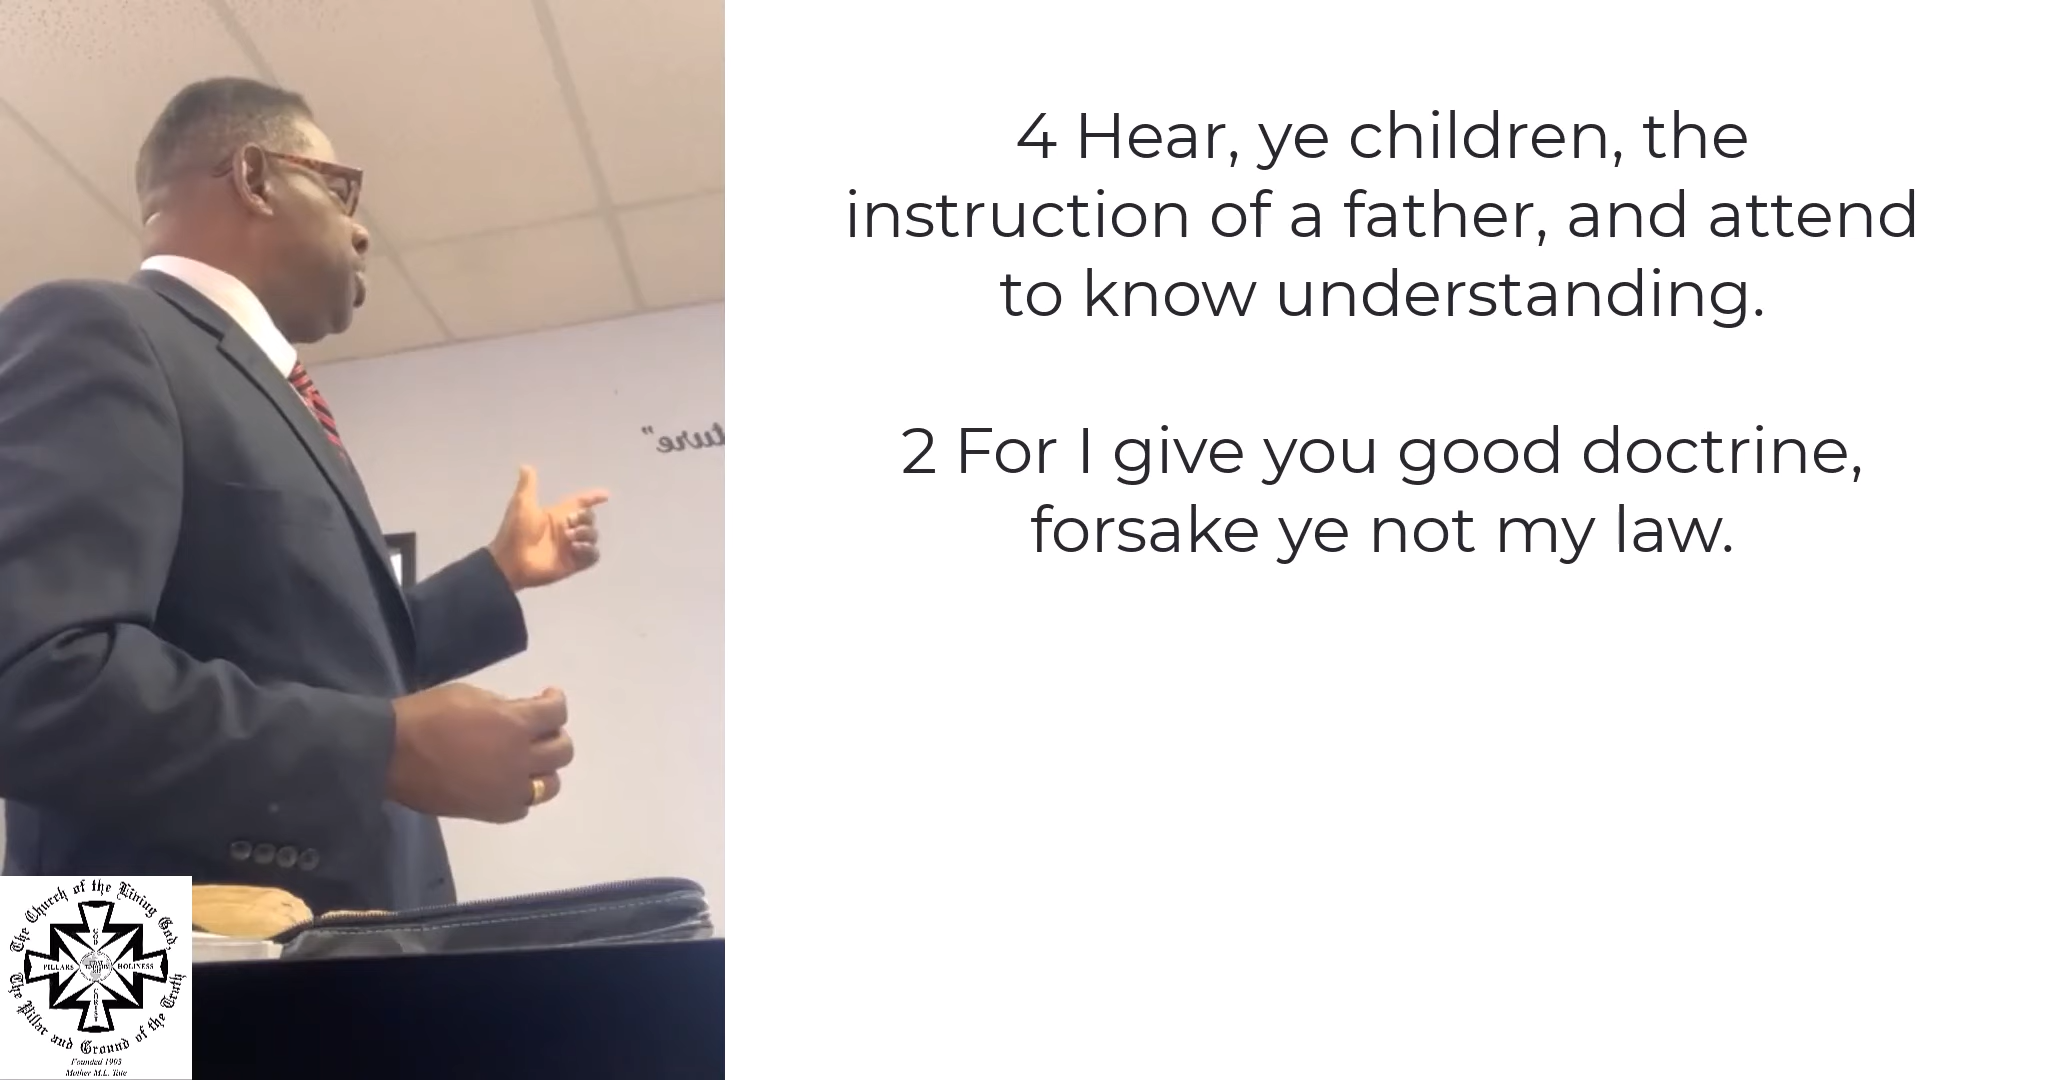 4 Hear, ye children, the
instruction of a father, and attend
to know understanding.
2 For I give you good doctrine,
forsake ye not my law.
The Church of the Living God,
The Pillar and Ground of the Truth
PILLARS
HOLINESS
GOD
CHRIST
Founded 1903
Mother M.L. Tate